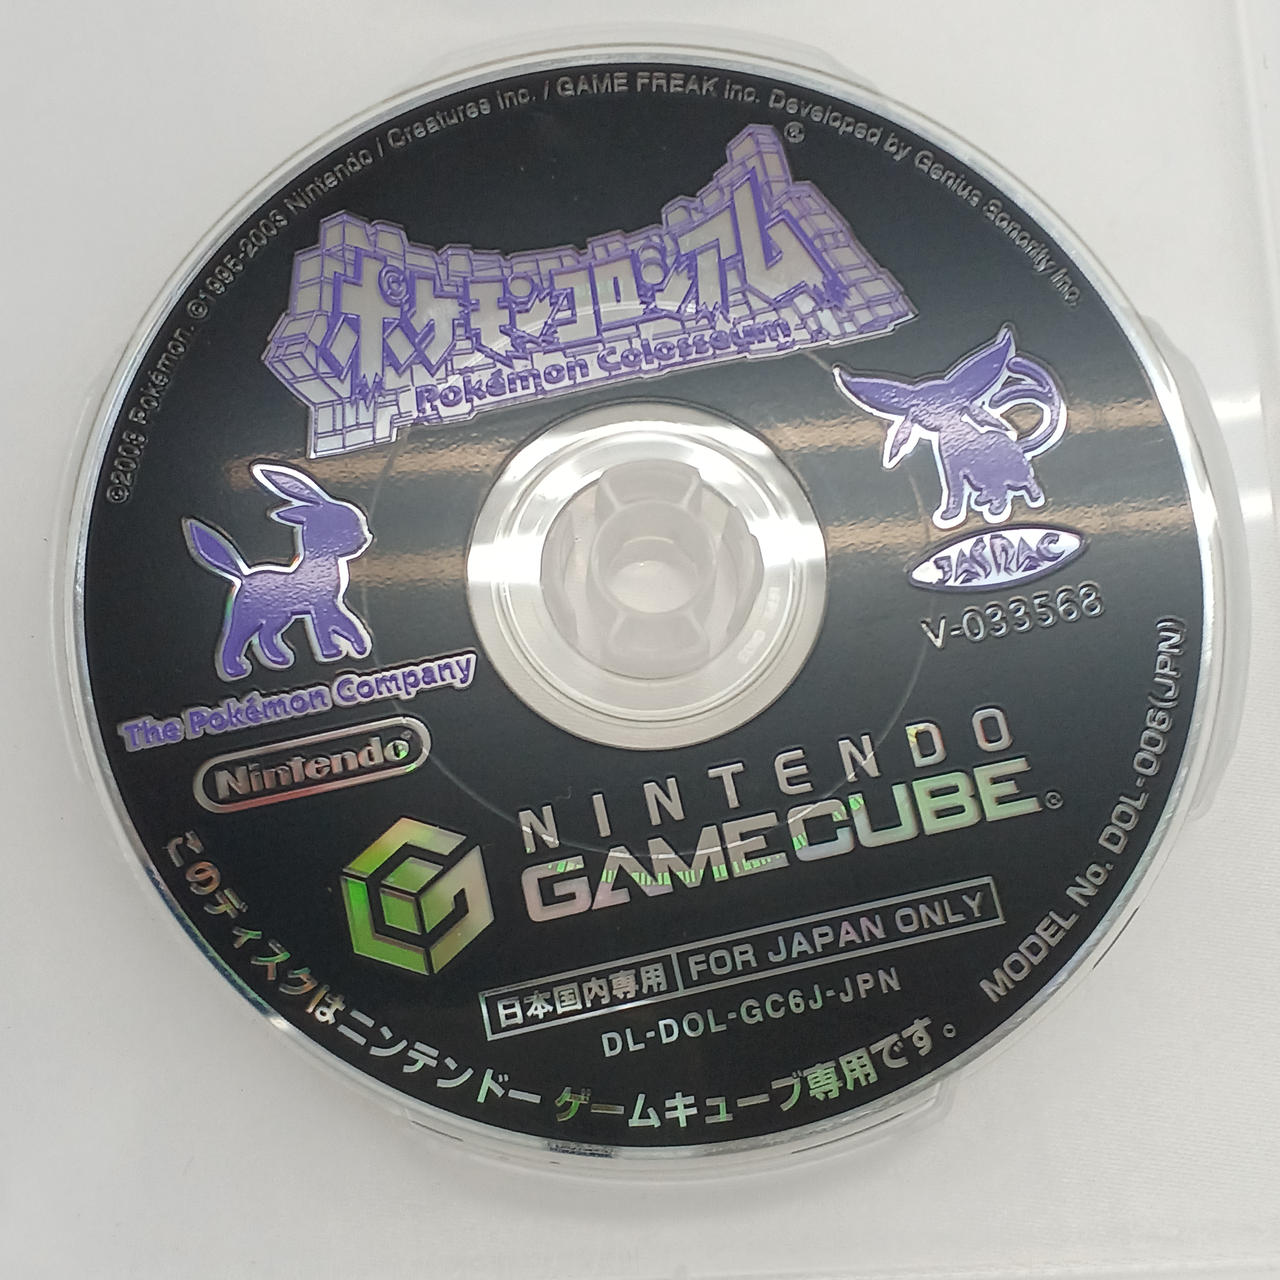 ©2003 Pokémon. ©1995-2003 Nintendo / Creatures inc. / GAME FREAK inc. Developed by Genius Sonority Inc.
ポケモンコロシアム
Pokémon Colosseum
JASRAC
V-033568
The Pokémon Company
Nintendo
NINTENDO
GAMECUBE
日本国内専用 FOR JAPAN ONLY
DL-DOL-GC6J-JPN
MODEL No. DOL-006(JPN)
このディスクはニンテンドー ゲームキューブ専用です。